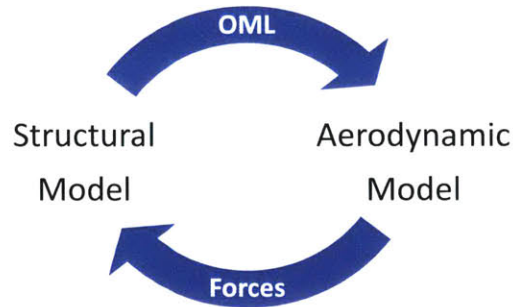 OML
Structural
Model
Aerodynamic
Model
Forces